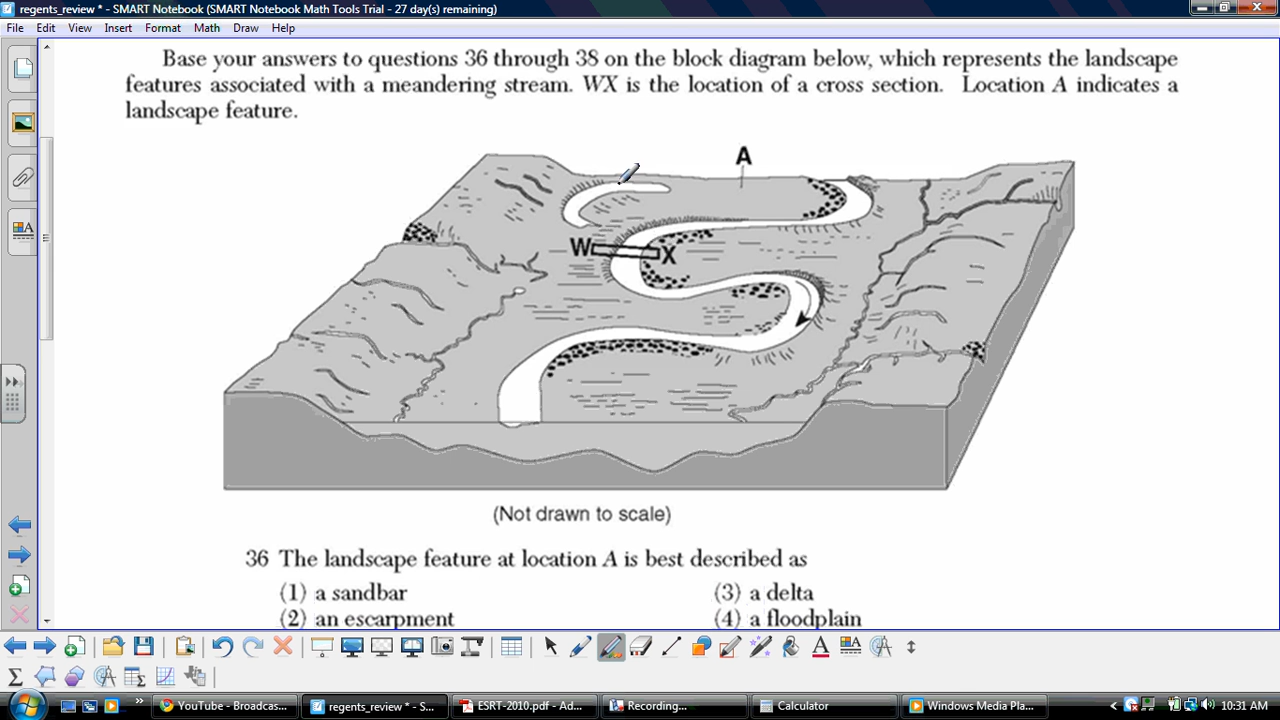 regents_review * - SMART Notebook (SMART Notebook Math Tools Trial - 27 day(s) remaining)
File Edit View Insert Format Math Draw Help
Base your answers to questions 36 through 38 on the block diagram below, which represents the landscape
features associated with a meandering stream. WX is the location of a cross section. Location A indicates a
landscape feature.
A
W X
(Not drawn to scale)
36 The landscape feature at location A is best described as
(1) a sandbar (3) a delta
(2) an escarpment (4) a floodplain
YouTube - Broadcas... regents_review * - S... ESRT-2010.pdf - Ad... Recording... Calculator Windows Media Pla... 10:31 AM